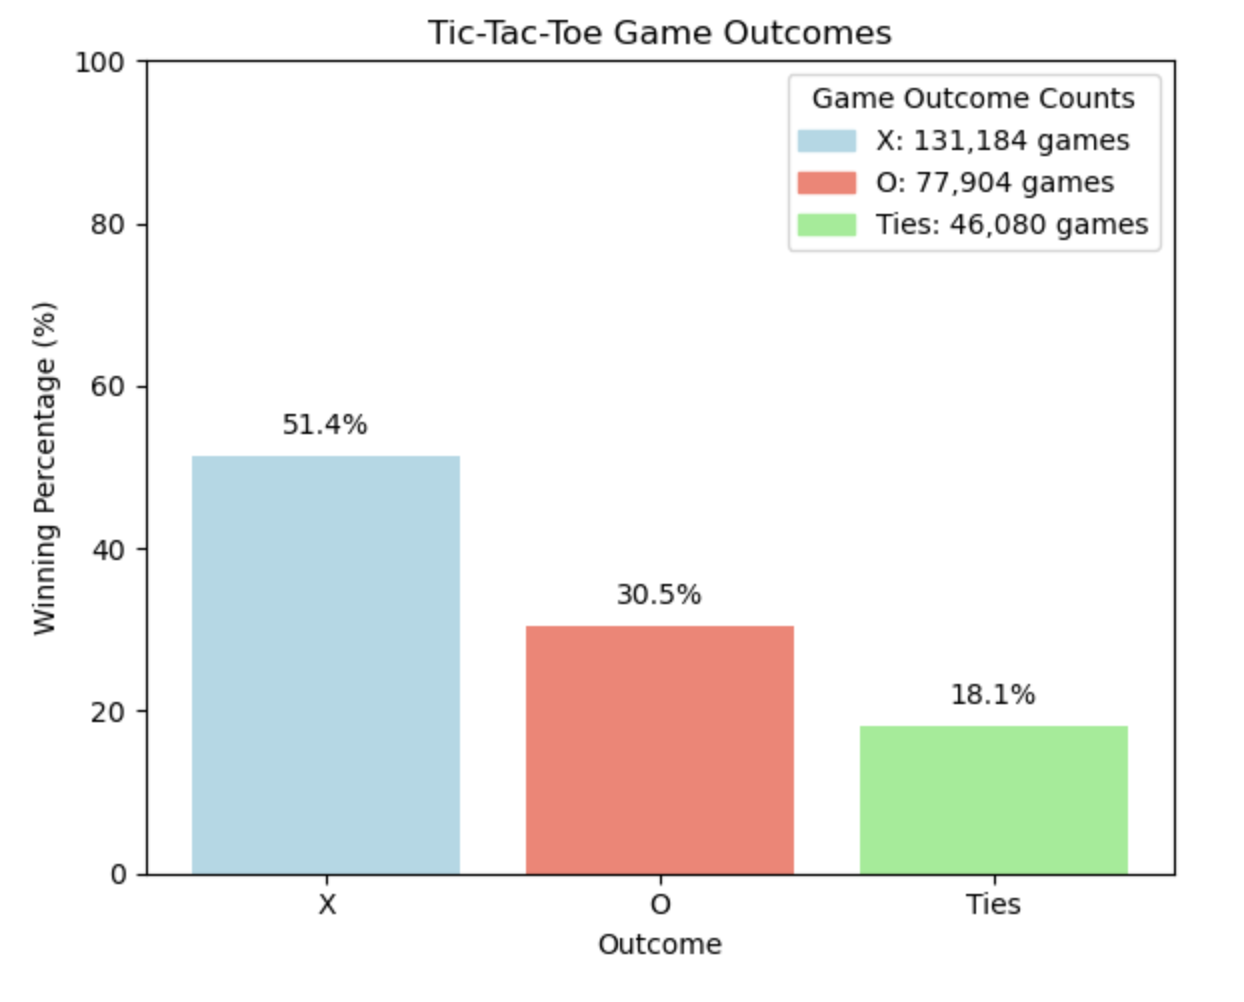 Tic-Tac-Toe Game Outcomes
Winning Percentage (%)
100
80
60
40
20
0
Game Outcome Counts
X: 131,184 games
O: 77,904 games
Ties: 46,080 games
51.4%
30.5%
18.1%
X
O
Ties
Outcome